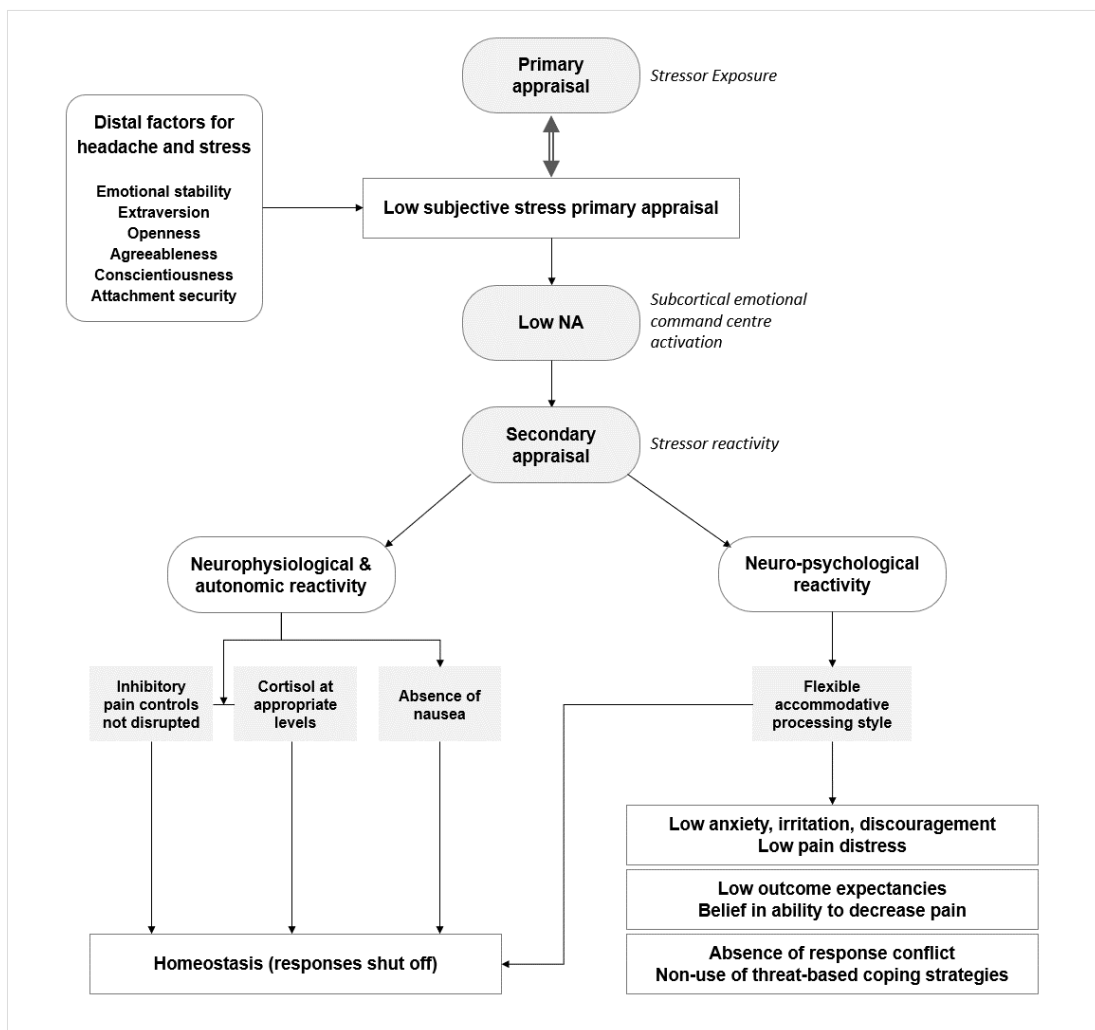 Primary
appraisal
Stressor Exposure
Distal factors for
headache and stress
Emotional stability
Extraversion
Openness
Agreeableness
Conscientiousness
Attachment security
Low subjective stress primary appraisal
Low NA
Subcortical emotional
command centre
activation
Secondary
appraisal
Stressor reactivity
Neurophysiological &
autonomic reactivity
Neuro-psychological
reactivity
Inhibitory
pain controls
not disrupted
Cortisol at
appropriate
levels
Absence of
nausea
Flexible
accommodative
processing style
Low anxiety, irritation, discouragement
Low pain distress
Low outcome expectancies
Belief in ability to decrease pain
Absence of response conflict
Non-use of threat-based coping strategies
Homeostasis (responses shut off)